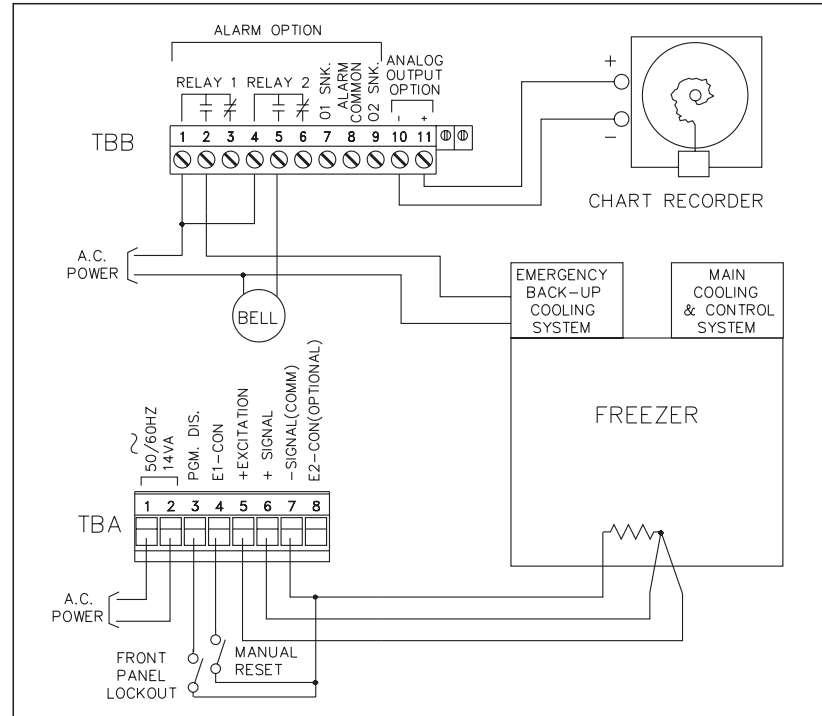 ALARM OPTION
RELAY 1 RELAY 2
O1 SNK.
ALARM
COMMON
O2 SNK.
ANALOG
OUTPUT
OPTION
- +
TBB
1 2 3 4 5 6 7 8 9 10 11
+
-
CHART RECORDER
A.C.
POWER
BELL
EMERGENCY
BACK-UP
COOLING
SYSTEM
MAIN
COOLING
& CONTROL
SYSTEM
FREEZER
~
50/60HZ
14VA
PGM. DIS.
E1-CON
+EXCITATION
+ SIGNAL
-SIGNAL(COMM)
E2-CON(OPTIONAL)
TBA
1 2 3 4 5 6 7 8
A.C.
POWER
FRONT
PANEL
LOCKOUT
MANUAL
RESET